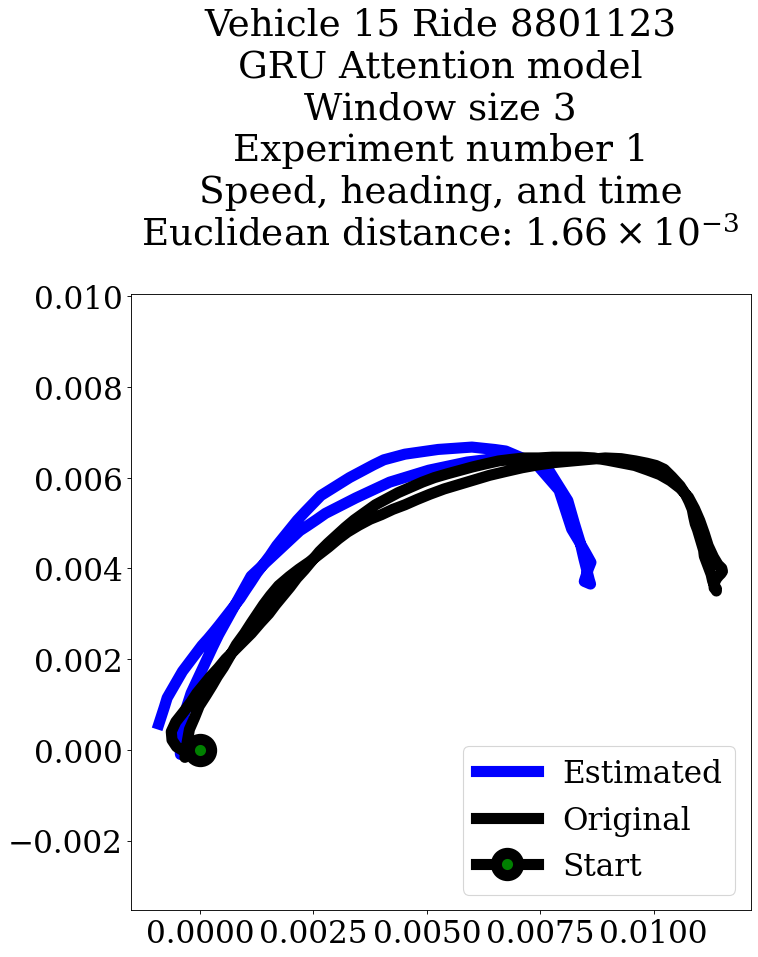 Vehicle 15 Ride 8801123
GRU Attention model
Window size 3
Experiment number 1
Speed, heading, and time
Euclidean distance: 1.66 × 10⁻³
0.010
0.008
0.006
0.004
0.002
0.000
−0.002
Estimated
Original
Start
0.0000 0.0025 0.0050 0.0075 0.0100